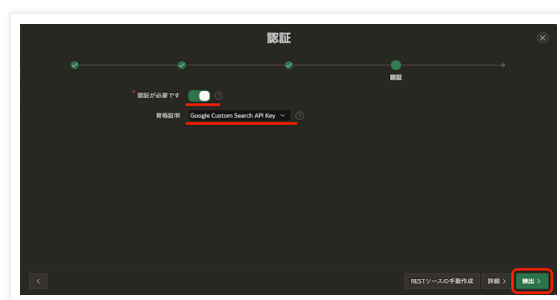 認証
認証
* 認証が必要です
資格証明 Google Custom Search API Key
RESTソースの手動作成 詳細 検出